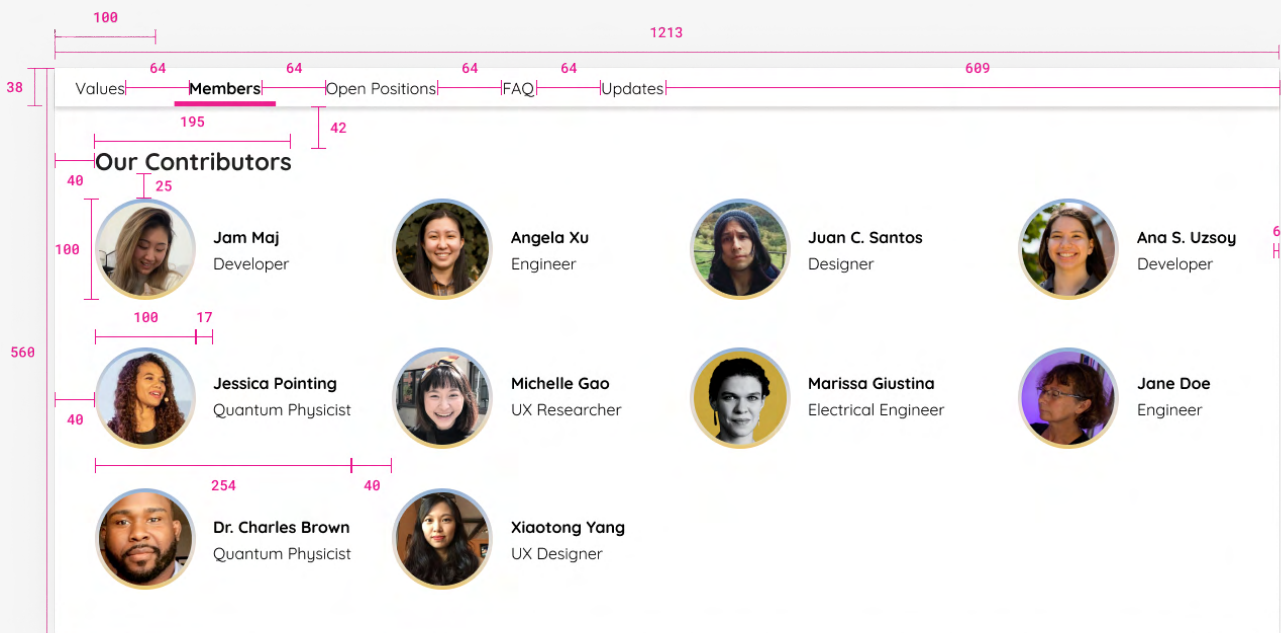 100
1213
64
64
64
64
609
38
Values
Members
Open Positions
FAQ
Updates
195
42
Our Contributors
40
25
100
Jam Maj
Developer
Angela Xu
Engineer
Juan C. Santos
Designer
Ana S. Uzsoy
Developer
6
100
17
560
Jessica Pointing
Quantum Physicist
Michelle Gao
UX Researcher
Marissa Giustina
Electrical Engineer
Jane Doe
Engineer
40
254
40
Dr. Charles Brown
Quantum Physicist
Xiaotong Yang
UX Designer